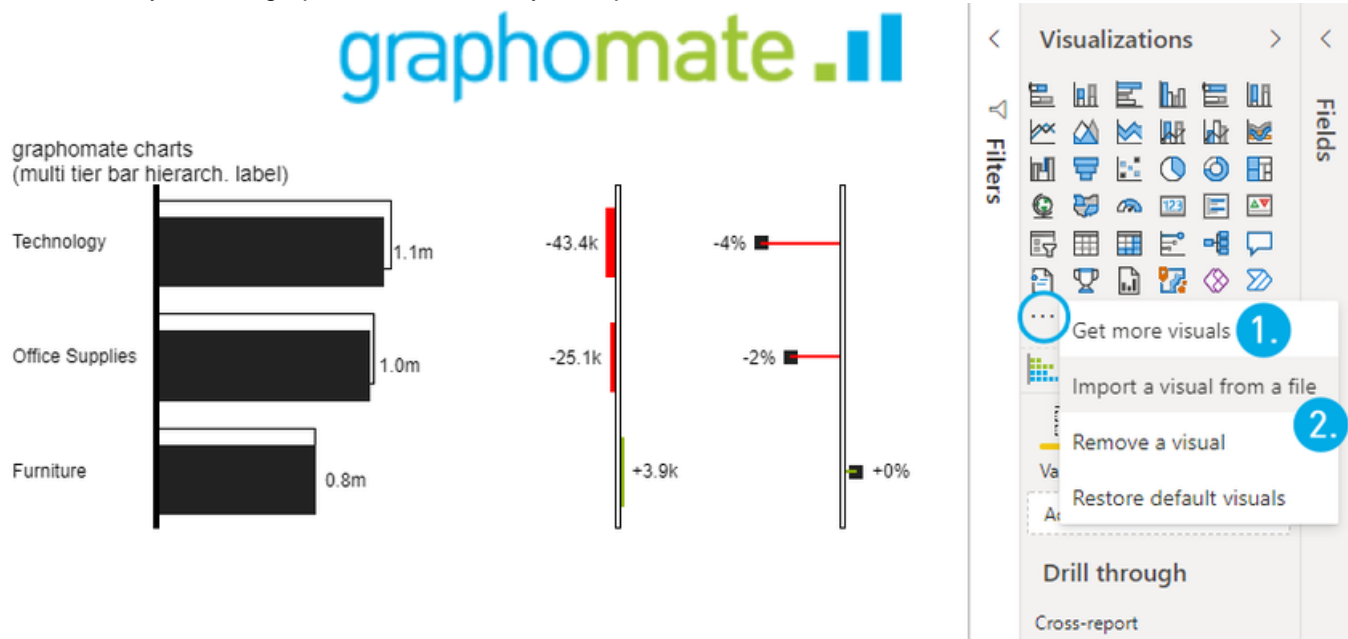 graphomate
graphomate charts
(multi tier bar hierarch. label)
Technology
1.1m
-43.4k
-4%
Office Supplies
1.0m
-25.1k
-2%
Furniture
0.8m
+3.9k
+0%
Filters
Visualizations
Fields
123
...
Get more visuals
1.
Import a visual from a file
2.
Remove a visual
Va
Restore default visuals
Drill through
Cross-report